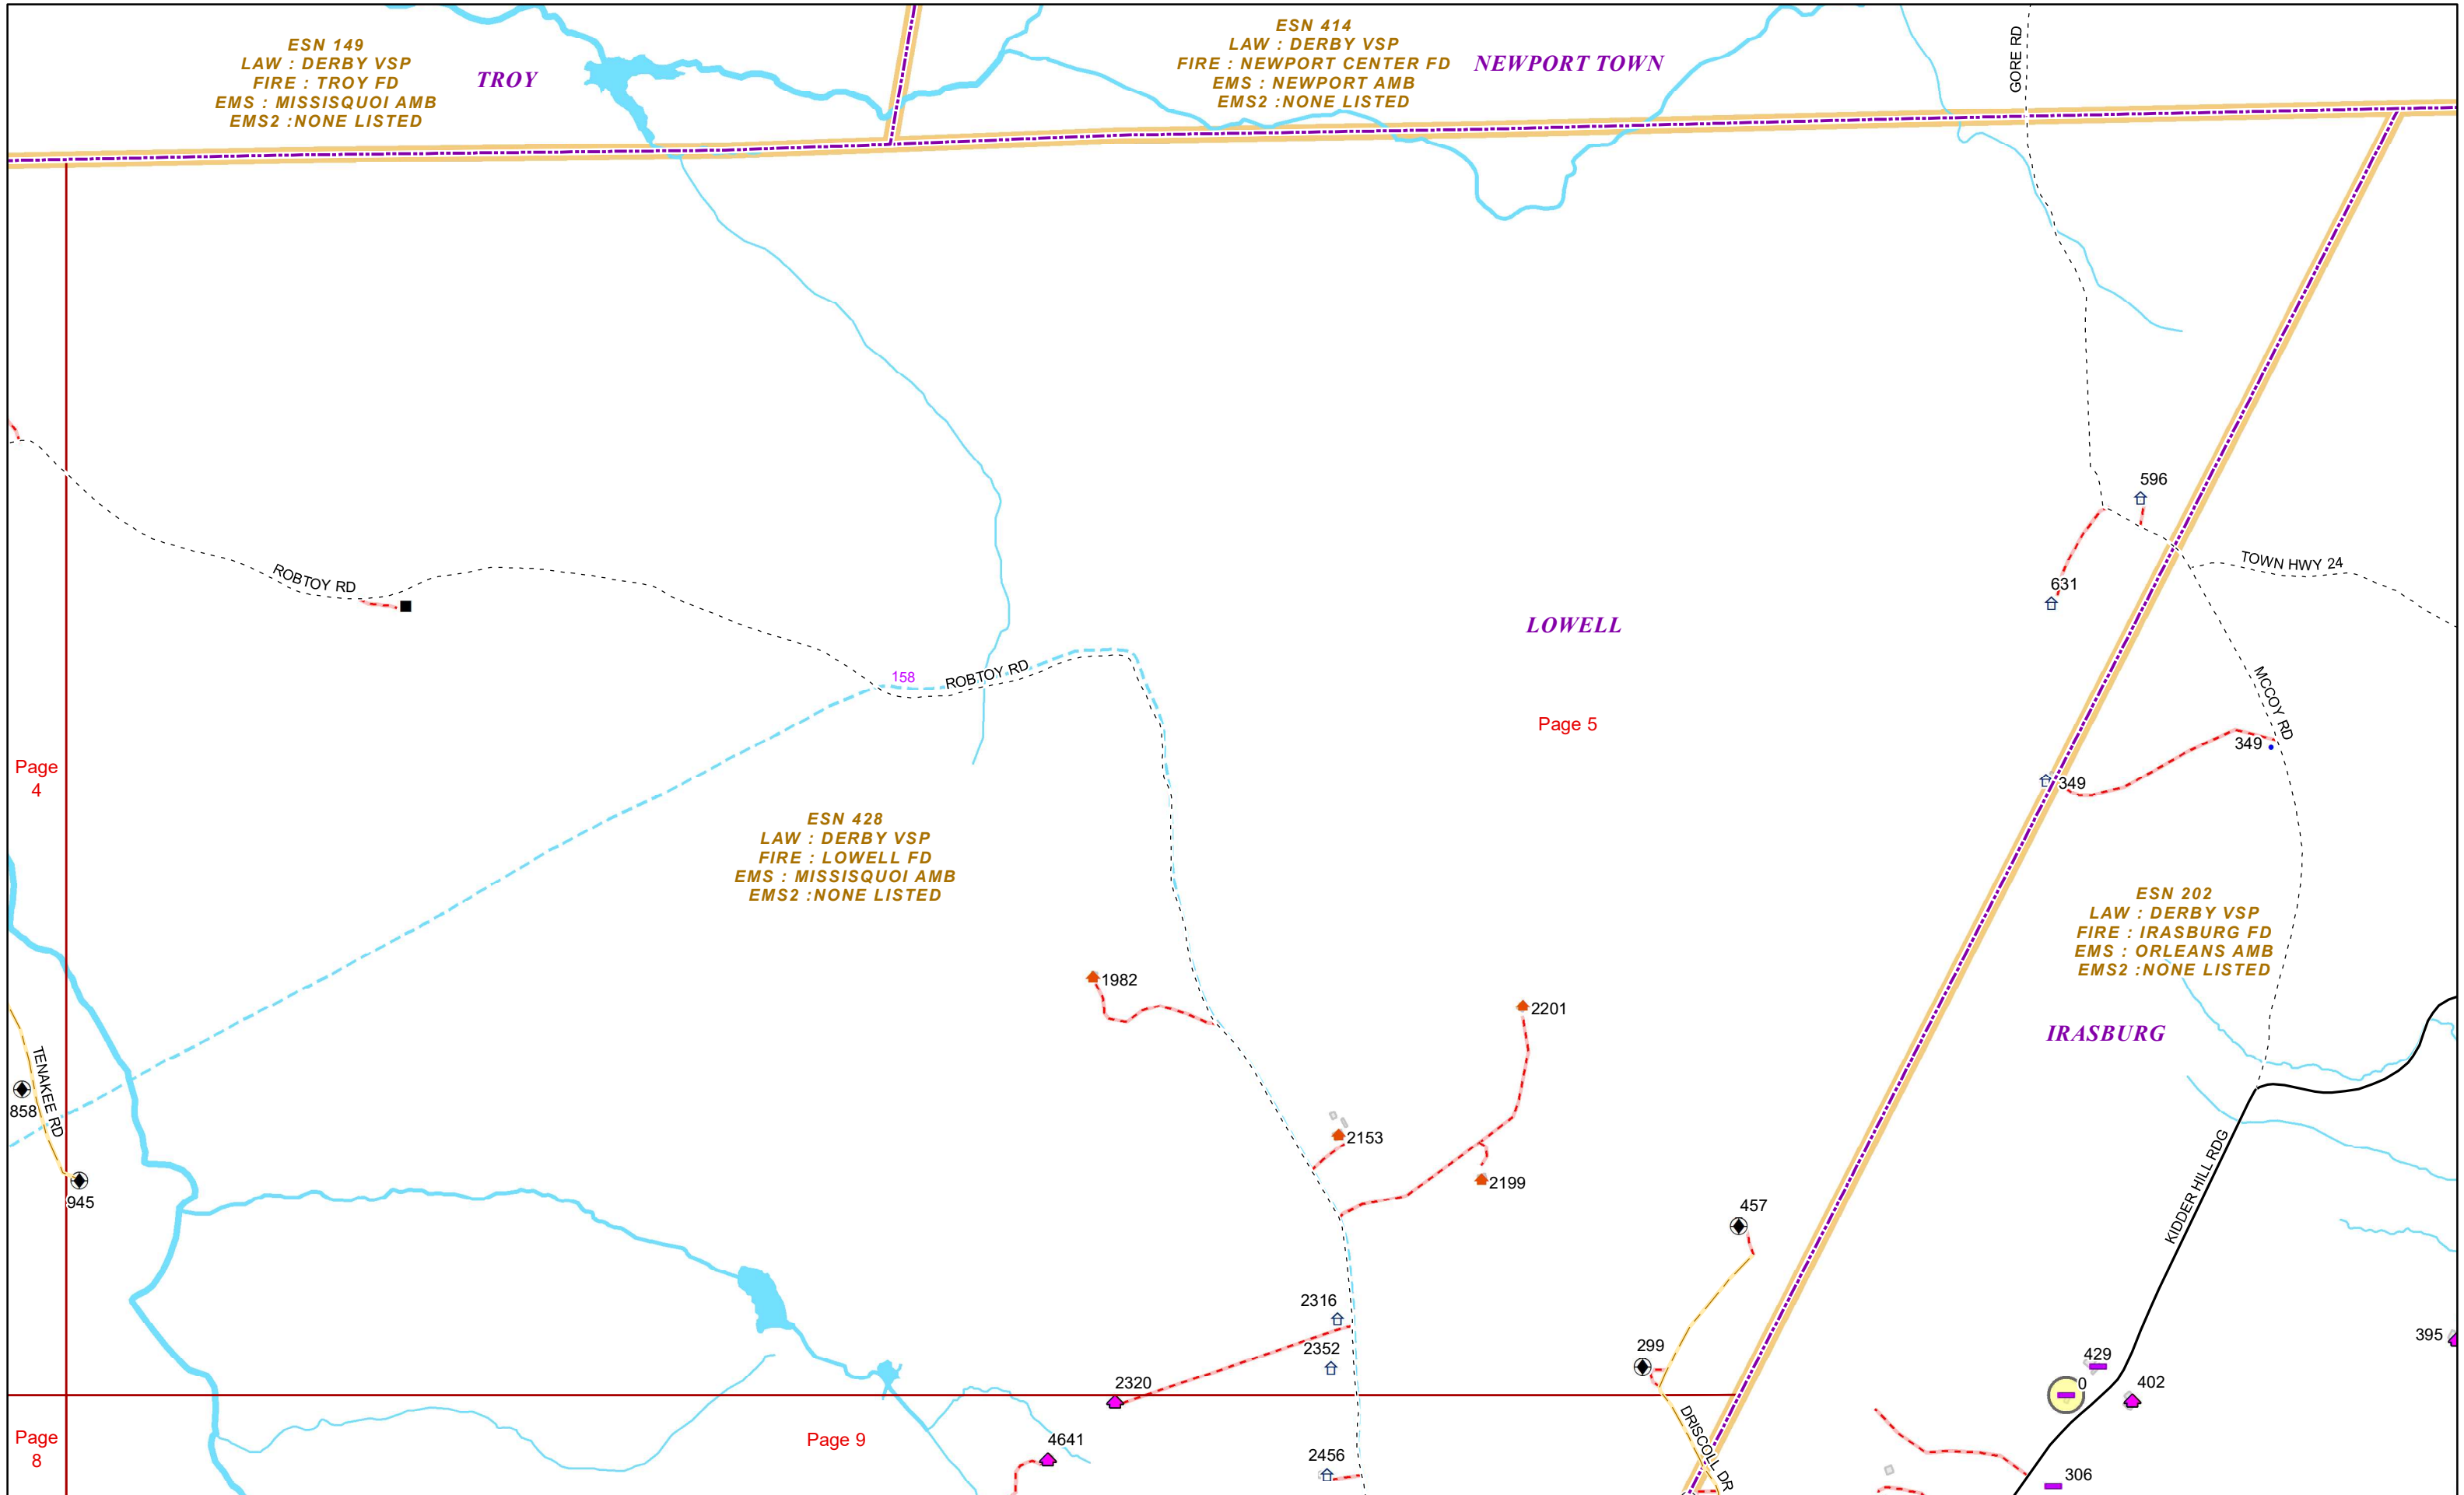 ESN 149
LAW : DERBY VSP
FIRE : TROY FD
EMS : MISSISQUOI AMB
EMS2 :NONE LISTED
TROY
ESN 414
LAW : DERBY VSP
FIRE : NEWPORT CENTER FD
EMS : NEWPORT AMB
EMS2 :NONE LISTED
NEWPORT TOWN
GORE RD
596
TOWN HWY 24
ROBTOY RD
631
LOWELL
158
ROBTOY RD
MCCOY RD
Page 5
349
Page
4
349
ESN 428
LAW : DERBY VSP
FIRE : LOWELL FD
EMS : MISSISQUOI AMB
EMS2 :NONE LISTED
ESN 202
LAW : DERBY VSP
FIRE : IRASBURG FD
EMS : ORLEANS AMB
EMS2 :NONE LISTED
1982
2201
IRASBURG
TENAKEE RD
858
2153
2199
945
457
KIDDER HILL RDG
2316
2352
299
395
429
2320
0
402
DRISCOLL DR
Page
8
Page 9
4641
2456
306